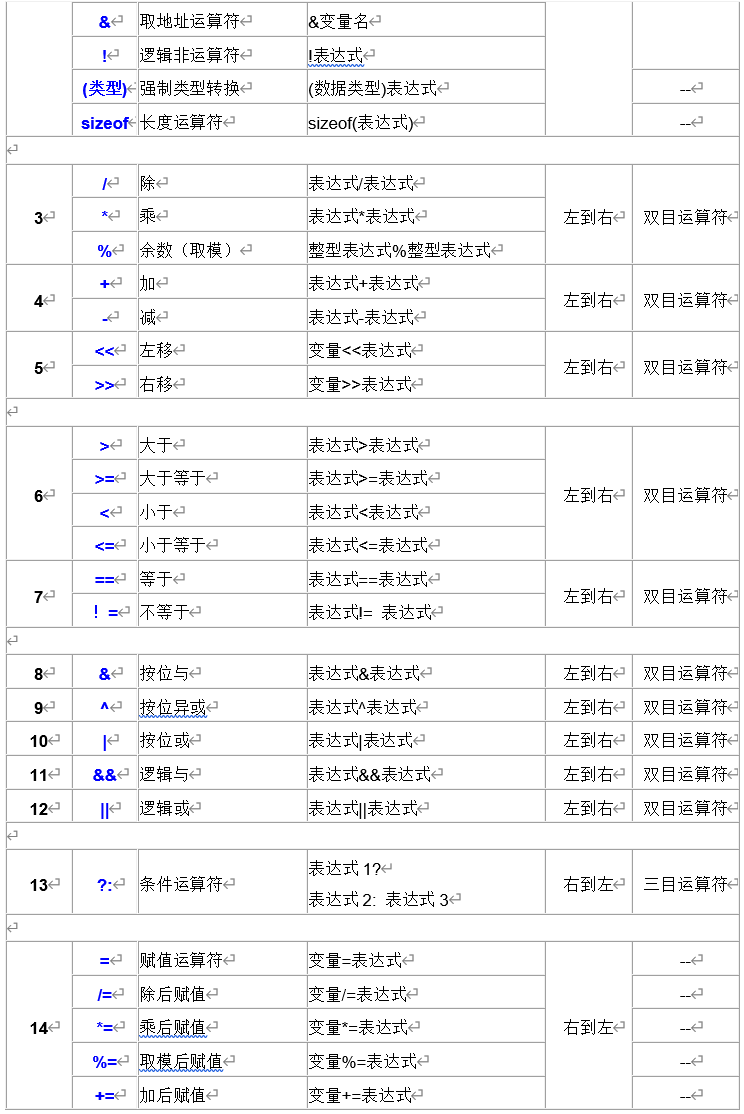 & 取地址运算符 &变量名
! 逻辑非运算符 !表达式
(类型) 强制类型转换 (数据类型)表达式 --
sizeof 长度运算符 sizeof(表达式) --
/ 除 表达式/表达式
3 * 乘 表达式*表达式 左到右 双目运算符
% 余数（取模） 整型表达式%整型表达式
4 + 加 表达式+表达式 左到右 双目运算符
- 减 表达式-表达式
5 << 左移 变量<<表达式 左到右 双目运算符
>> 右移 变量>>表达式
> 大于 表达式>表达式
6 >= 大于等于 表达式>=表达式 左到右 双目运算符
< 小于 表达式<表达式
<= 小于等于 表达式<=表达式
7 == 等于 表达式==表达式 左到右 双目运算符
！= 不等于 表达式!= 表达式
8 & 按位与 表达式&表达式 左到右 双目运算符
9 ^ 按位异或 表达式^表达式 左到右 双目运算符
10 | 按位或 表达式|表达式 左到右 双目运算符
11 && 逻辑与 表达式&&表达式 左到右 双目运算符
12 || 逻辑或 表达式||表达式 左到右 双目运算符
13 ?: 条件运算符 表达式 1? 右到左 三目运算符
表达式 2: 表达式 3
= 赋值运算符 变量=表达式 --
/= 除后赋值 变量/=表达式 --
14 *= 乘后赋值 变量*=表达式 右到左 --
%= 取模后赋值 变量%=表达式 --
+= 加后赋值 变量+=表达式 --